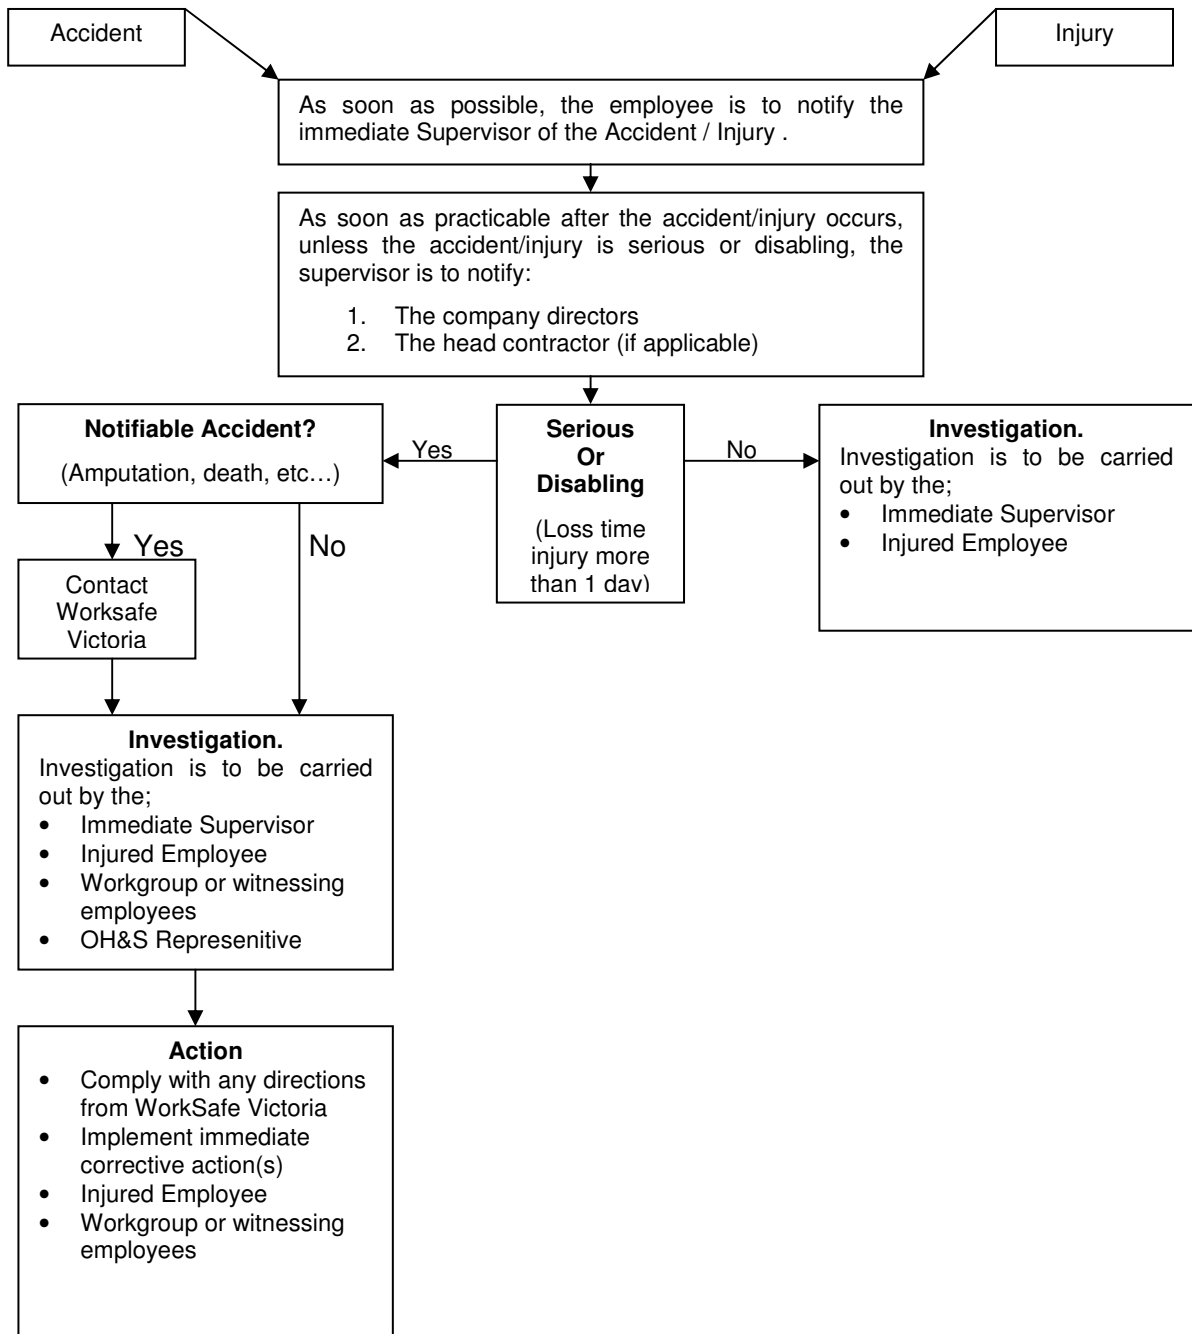 Accident
Injury
As soon as possible, the employee is to notify the
immediate Supervisor of the Accident / Injury .
As soon as practicable after the accident/injury occurs,
unless the accident/injury is serious or disabling, the
supervisor is to notify:
1. The company directors
2. The head contractor (if applicable)
Notifiable Accident?
(Amputation, death, etc…)
Yes
Serious
Or
Disabling
(Loss time
injury more
than 1 day)
No
Investigation.
Investigation is to be carried
out by the;
• Immediate Supervisor
• Injured Employee
Yes
No
Contact
Worksafe
Victoria
Investigation.
Investigation is to be carried
out by the;
• Immediate Supervisor
• Injured Employee
• Workgroup or witnessing
employees
• OH&S Represenitive
Action
• Comply with any directions
from WorkSafe Victoria
• Implement immediate
corrective action(s)
• Injured Employee
• Workgroup or witnessing
employees